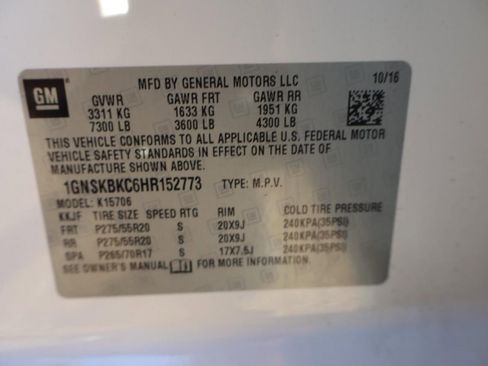 GM
MFD BY GENERAL MOTORS LLC 10/16
GVWR GAWR FRT GAWR RR
3311 KG 1633 KG 1951 KG
7300 LB 3600 LB 4300 LB
THIS VEHICLE CONFORMS TO ALL APPLICABLE U.S. FEDERAL MOTOR
VEHICLE SAFETY STANDARDS IN EFFECT ON THE DATE OF
MANUFACTURE SHOWN ABOVE.
1GNSKBKC6HR152773 TYPE: M.P.V.
MODEL: K15706
KKJF TIRE SIZE SPEED RTG RIM COLD TIRE PRESSURE
FRT P275/55R20 S 20X9J 240KPA(35PSI)
RR P275/55R20 S 20X9J 240KPA(35PSI)
SPA P265/70R17 S 17X7.5J 240KPA(35PSI)
SEE OWNER'S MANUAL FOR MORE INFORMATION.